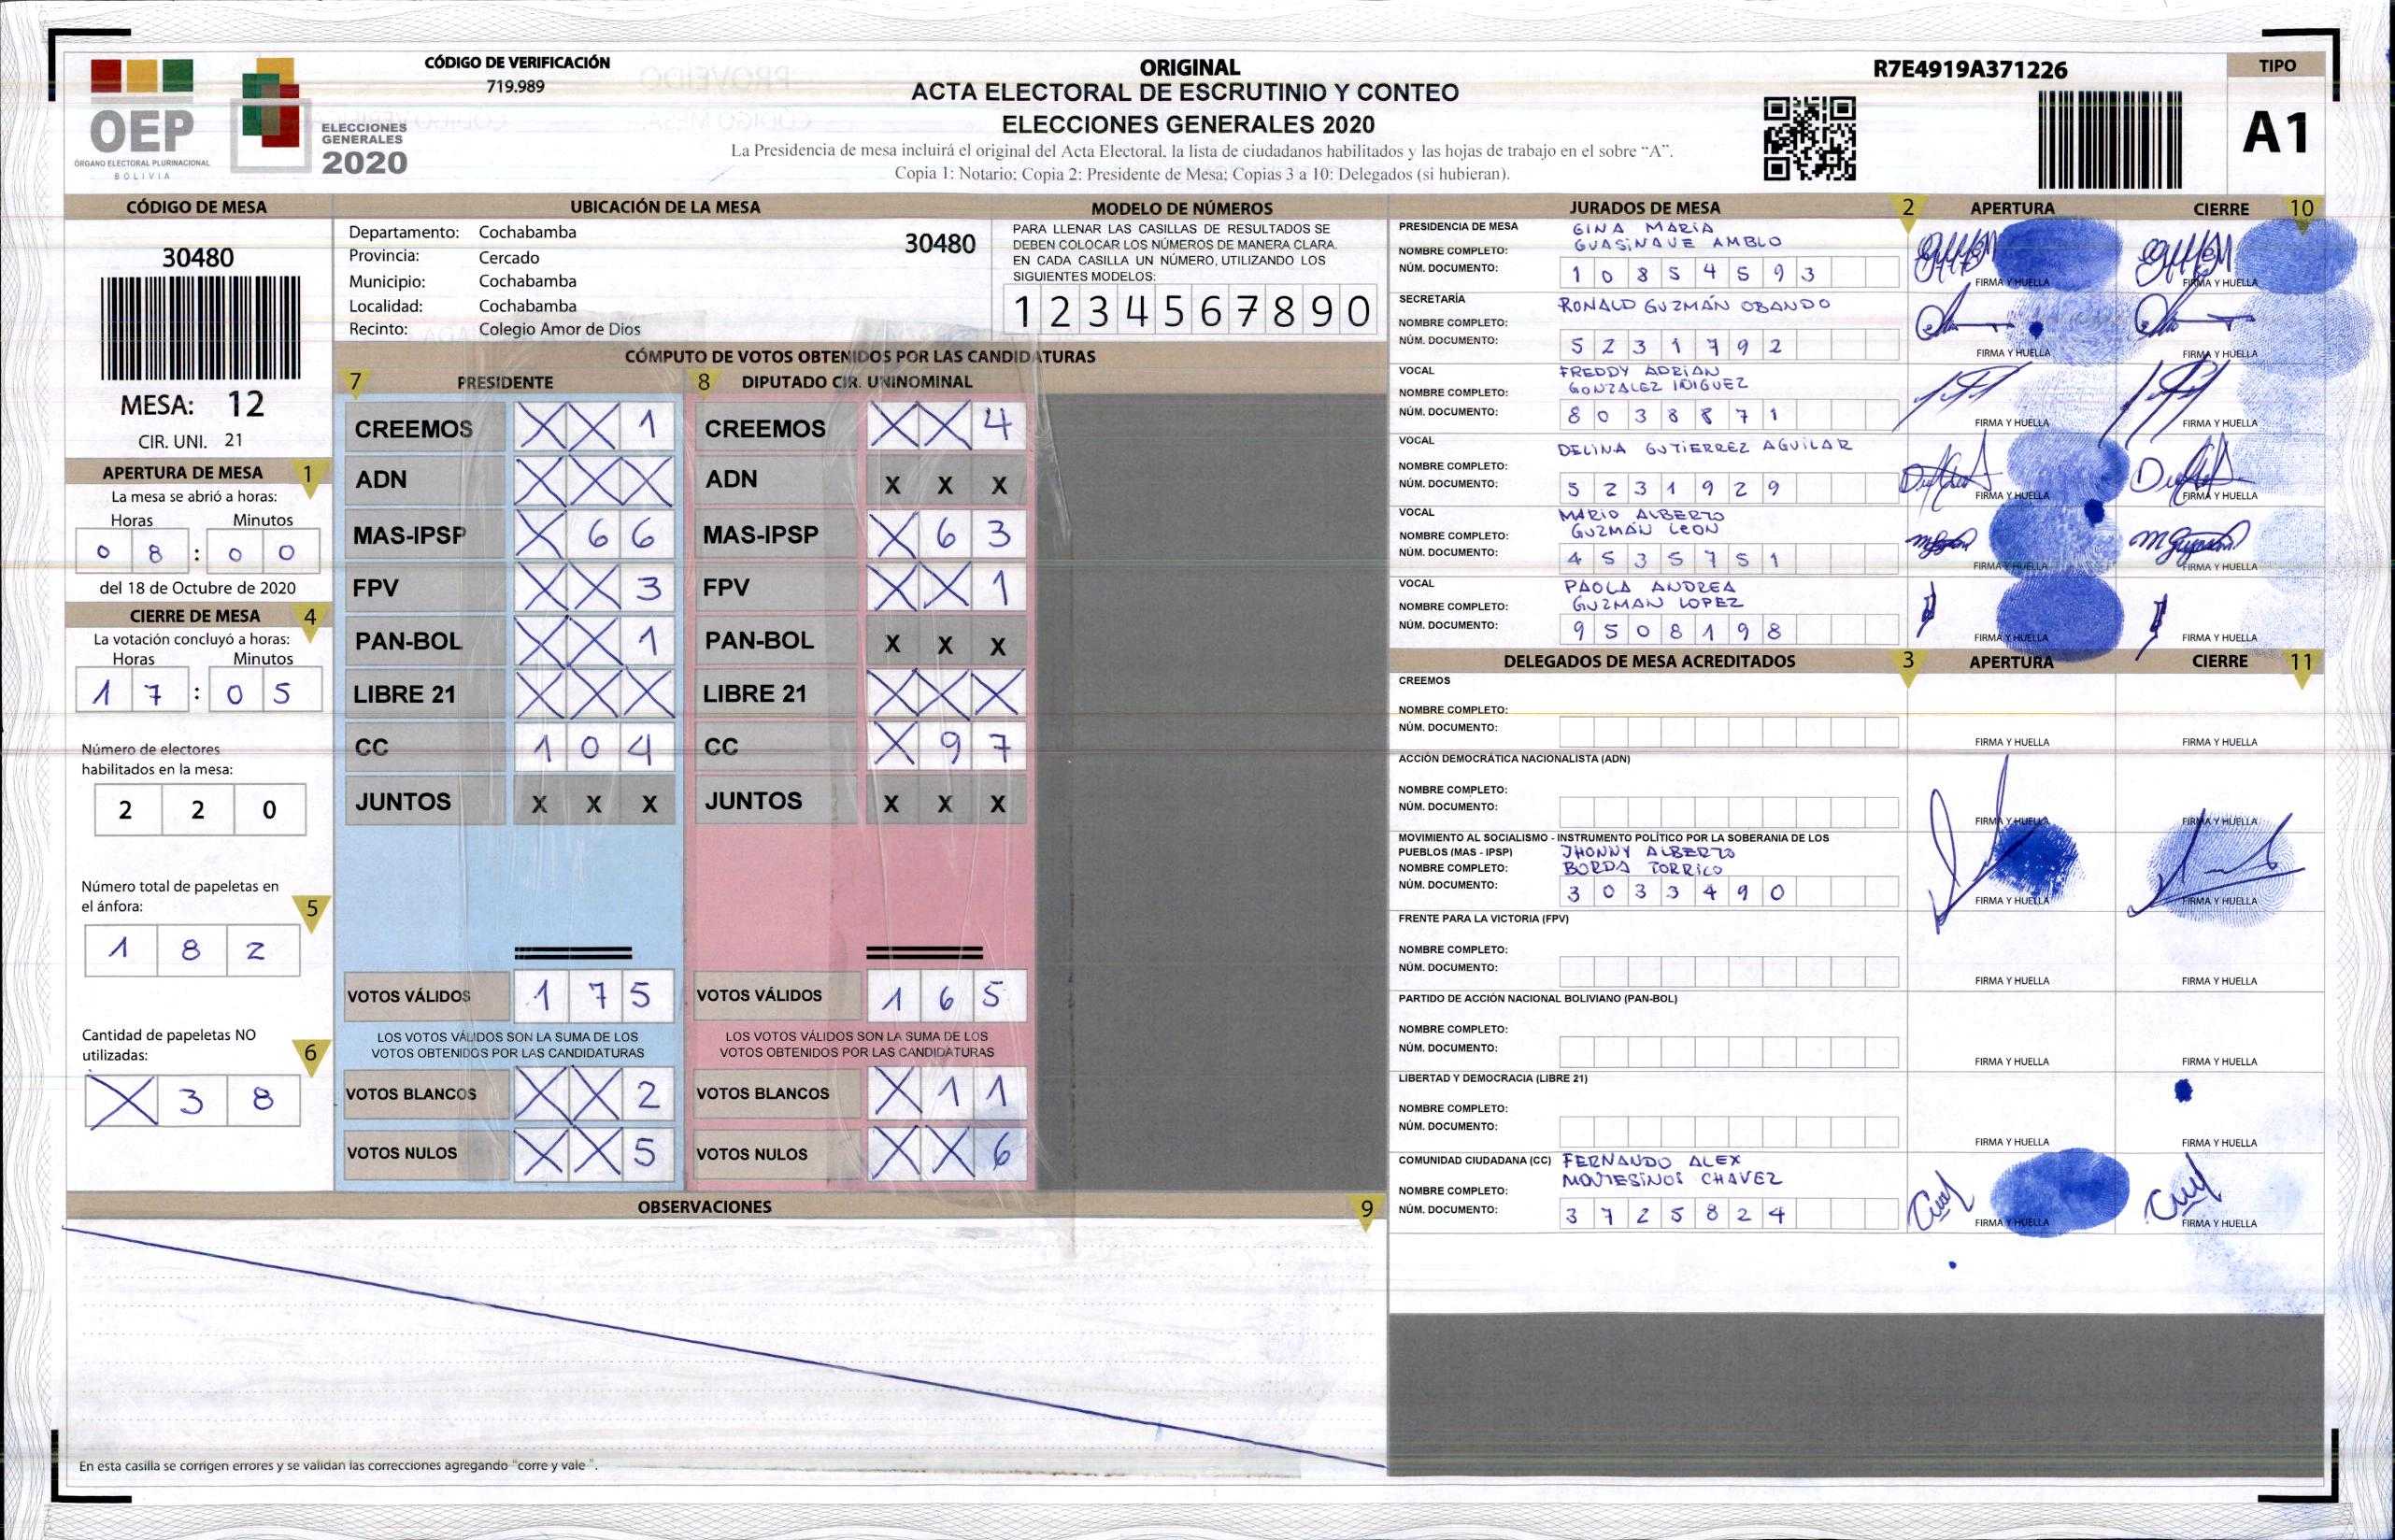 CÓDIGO DE VERIFICACIÓN
719.989
OEP
ÓRGANO ELECTORAL PLURINACIONAL
BOLIVIA
ELECCIONES
GENERALES
2020
ORIGINAL
ACTA ELECTORAL DE ESCRUTINIO Y CONTEO
ELECCIONES GENERALES 2020
La Presidencia de mesa incluirá el original del Acta Electoral, la lista de ciudadanos habilitados y las hojas de trabajo en el sobre “A”.
Copia 1: Notario; Copia 2: Presidente de Mesa; Copias 3 a 10: Delegados (si hubieran).
R7E4919A371226
TIPO
A1
CÓDIGO DE MESA
30480
MESA: 12
CIR. UNI. 21
APERTURA DE MESA 1
La mesa se abrió a horas:
Horas Minutos
0 8 : 0 0
del 18 de Octubre de 2020
CIERRE DE MESA 4
La votación concluyó a horas:
Horas Minutos
1 7 : 0 5
Número de electores
habilitados en la mesa:
2 2 0
Número total de papeletas en
el ánfora: 5
1 8 2
Cantidad de papeletas NO
utilizadas: 6
X 3 8
UBICACIÓN DE LA MESA
Departamento: Cochabamba
30480
Provincia: Cercado
Municipio: Cochabamba
Localidad: Cochabamba
Recinto: Colegio Amor de Dios
MODELO DE NÚMEROS
PARA LLENAR LAS CASILLAS DE RESULTADOS SE
DEBEN COLOCAR LOS NÚMEROS DE MANERA CLARA.
EN CADA CASILLA UN NÚMERO, UTILIZANDO LOS
SIGUIENTES MODELOS:
1 2 3 4 5 6 7 8 9 0
CÓMPUTO DE VOTOS OBTENIDOS POR LAS CANDIDATURAS
7 PRESIDENTE
CREEMOS X X 1
ADN X X X
MAS-IPSP X 6 6
FPV X X 3
PAN-BOL X X 1
LIBRE 21 X X X
CC 1 0 4
JUNTOS X X X
VOTOS VÁLIDOS 1 7 5
LOS VOTOS VÁLIDOS SON LA SUMA DE LOS
VOTOS OBTENIDOS POR LAS CANDIDATURAS
VOTOS BLANCOS X X 2
VOTOS NULOS X X 5
8 DIPUTADO CIR. UNINOMINAL
CREEMOS X X 4
ADN X X X
MAS-IPSP X 6 3
FPV X X 1
PAN-BOL X X X
LIBRE 21 X X X
CC X 9 7
JUNTOS X X X
VOTOS VÁLIDOS 1 6 5
LOS VOTOS VÁLIDOS SON LA SUMA DE LOS
VOTOS OBTENIDOS POR LAS CANDIDATURAS
VOTOS BLANCOS X 1 1
VOTOS NULOS X X 6
OBSERVACIONES 9
En esta casilla se corrigen errores y se validan las correcciones agregando "corre y vale".
JURADOS DE MESA 2 APERTURA CIERRE 10
PRESIDENCIA DE MESA GINA MARIA
NOMBRE COMPLETO: GUASINAVE AMBLO
NÚM. DOCUMENTO: 1 0 8 5 4 5 9 3
FIRMA Y HUELLA FIRMA Y HUELLA
SECRETARÍA RONALD GUZMÁN OBANDO
NOMBRE COMPLETO:
NÚM. DOCUMENTO: 5 2 3 1 7 9 2
FIRMA Y HUELLA FIRMA Y HUELLA
VOCAL FREDDY ADRIAN
NOMBRE COMPLETO: GONZALEZ IÑIGUEZ
NÚM. DOCUMENTO: 8 0 3 8 8 7 1
FIRMA Y HUELLA FIRMA Y HUELLA
VOCAL DELINA GUTIERREZ AGUILAR
NOMBRE COMPLETO:
NÚM. DOCUMENTO: 5 2 3 1 9 2 9
FIRMA Y HUELLA FIRMA Y HUELLA
VOCAL MARIO ALBERTO
NOMBRE COMPLETO: GUZMÁN LEON
NÚM. DOCUMENTO: 4 5 3 5 7 5 1
FIRMA Y HUELLA FIRMA Y HUELLA
VOCAL PAOLA ANDREA
NOMBRE COMPLETO: GUZMAN LOPEZ
NÚM. DOCUMENTO: 9 5 0 8 1 9 8
FIRMA Y HUELLA FIRMA Y HUELLA
DELEGADOS DE MESA ACREDITADOS 3 APERTURA CIERRE 11
CREEMOS
NOMBRE COMPLETO:
NÚM. DOCUMENTO:
FIRMA Y HUELLA FIRMA Y HUELLA
ACCIÓN DEMOCRÁTICA NACIONALISTA (ADN)
NOMBRE COMPLETO:
NÚM. DOCUMENTO:
FIRMA Y HUELLA FIRMA Y HUELLA
MOVIMIENTO AL SOCIALISMO - INSTRUMENTO POLÍTICO POR LA SOBERANIA DE LOS
PUEBLOS (MAS - IPSP) JHONNY ALBERTO
NOMBRE COMPLETO: BORDA TORRICO
NÚM. DOCUMENTO: 3 0 3 3 4 9 0
FIRMA Y HUELLA FIRMA Y HUELLA
FRENTE PARA LA VICTORIA (FPV)
NOMBRE COMPLETO:
NÚM. DOCUMENTO:
FIRMA Y HUELLA FIRMA Y HUELLA
PARTIDO DE ACCIÓN NACIONAL BOLIVIANO (PAN-BOL)
NOMBRE COMPLETO:
NÚM. DOCUMENTO:
FIRMA Y HUELLA FIRMA Y HUELLA
LIBERTAD Y DEMOCRACIA (LIBRE 21)
NOMBRE COMPLETO:
NÚM. DOCUMENTO:
FIRMA Y HUELLA FIRMA Y HUELLA
COMUNIDAD CIUDADANA (CC) FERNANDO ALEX
NOMBRE COMPLETO: MONTESINOS CHAVEZ
NÚM. DOCUMENTO: 3 7 2 5 8 2 4
FIRMA Y HUELLA FIRMA Y HUELLA